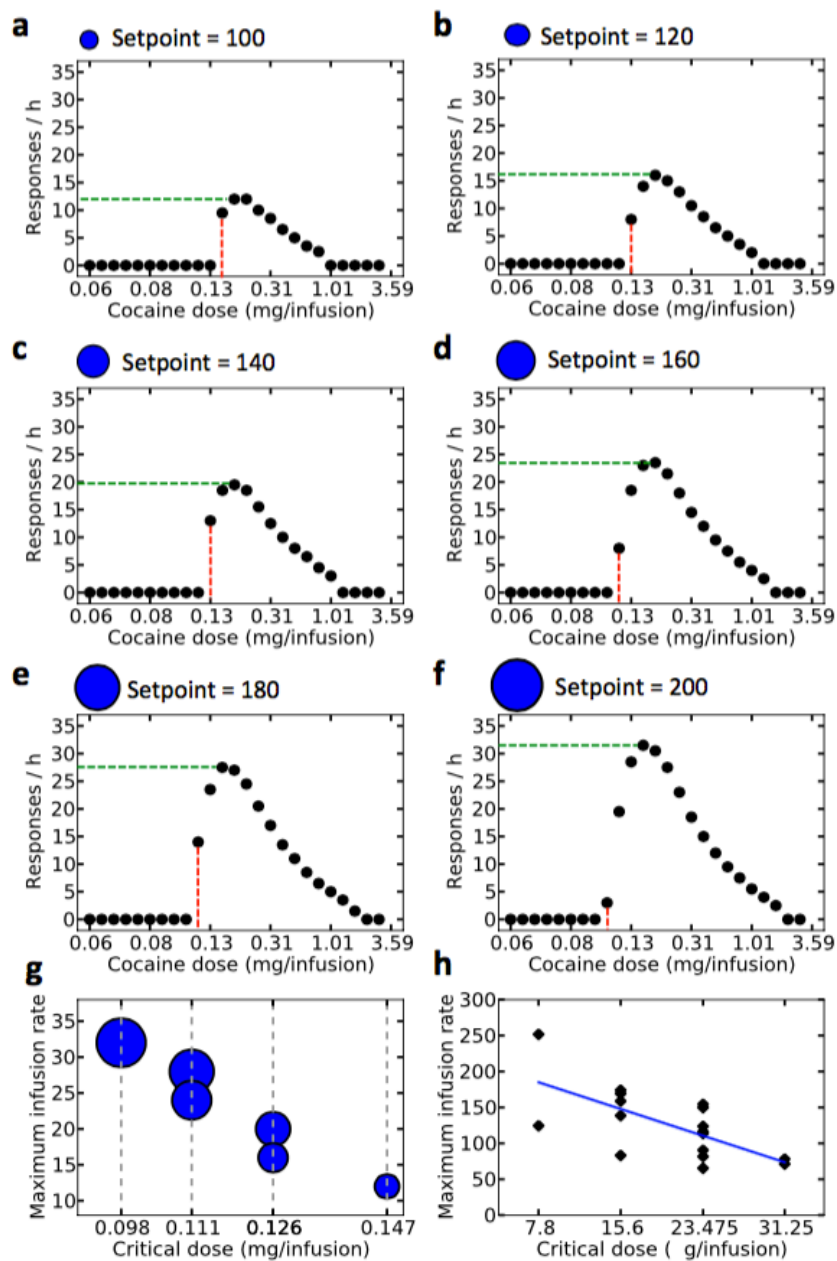 a Setpoint = 100
b Setpoint = 120
35
30
25
20
15
10
5
0
Responses / h
0.06 0.08 0.13 0.31 1.01 3.59
Cocaine dose (mg/infusion)
35
30
25
20
15
10
5
0
Responses / h
0.06 0.08 0.13 0.31 1.01 3.59
Cocaine dose (mg/infusion)
c Setpoint = 140
d Setpoint = 160
35
30
25
20
15
10
5
0
Responses / h
0.06 0.08 0.13 0.31 1.01 3.59
Cocaine dose (mg/infusion)
35
30
25
20
15
10
5
0
Responses / h
0.06 0.08 0.13 0.31 1.01 3.59
Cocaine dose (mg/infusion)
e Setpoint = 180
f Setpoint = 200
35
30
25
20
15
10
5
0
Responses / h
0.06 0.08 0.13 0.31 1.01 3.59
Cocaine dose (mg/infusion)
35
30
25
20
15
10
5
0
Responses / h
0.06 0.08 0.13 0.31 1.01 3.59
Cocaine dose (mg/infusion)
g
35
30
25
20
15
10
Maximum infusion rate
0.098 0.111 0.126 0.147
Critical dose (mg/infusion)
h
300
250
200
150
100
50
0
Maximum infusion rate
7.8 15.6 23.475 31.25
Critical dose ( g/infusion)